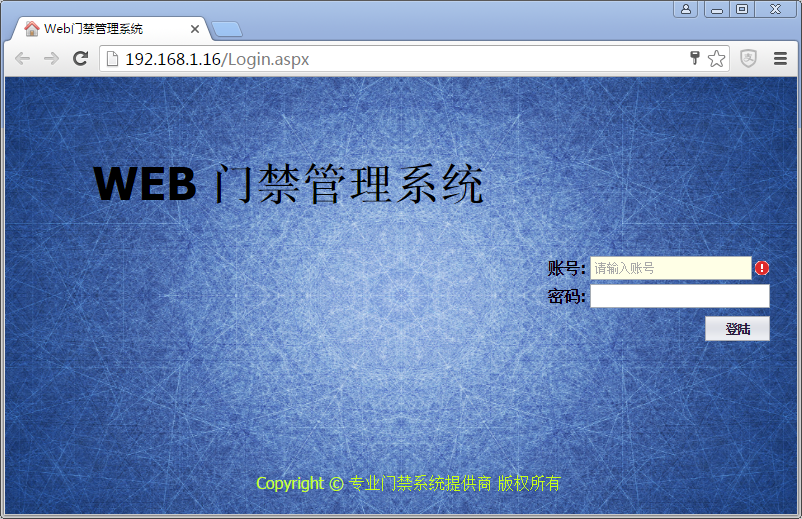 Web门禁管理系统
192.168.1.16/Login.aspx
WEB 门禁管理系统
账号: 请输入账号
密码:
登陆
Copyright © 专业门禁系统提供商 版权所有